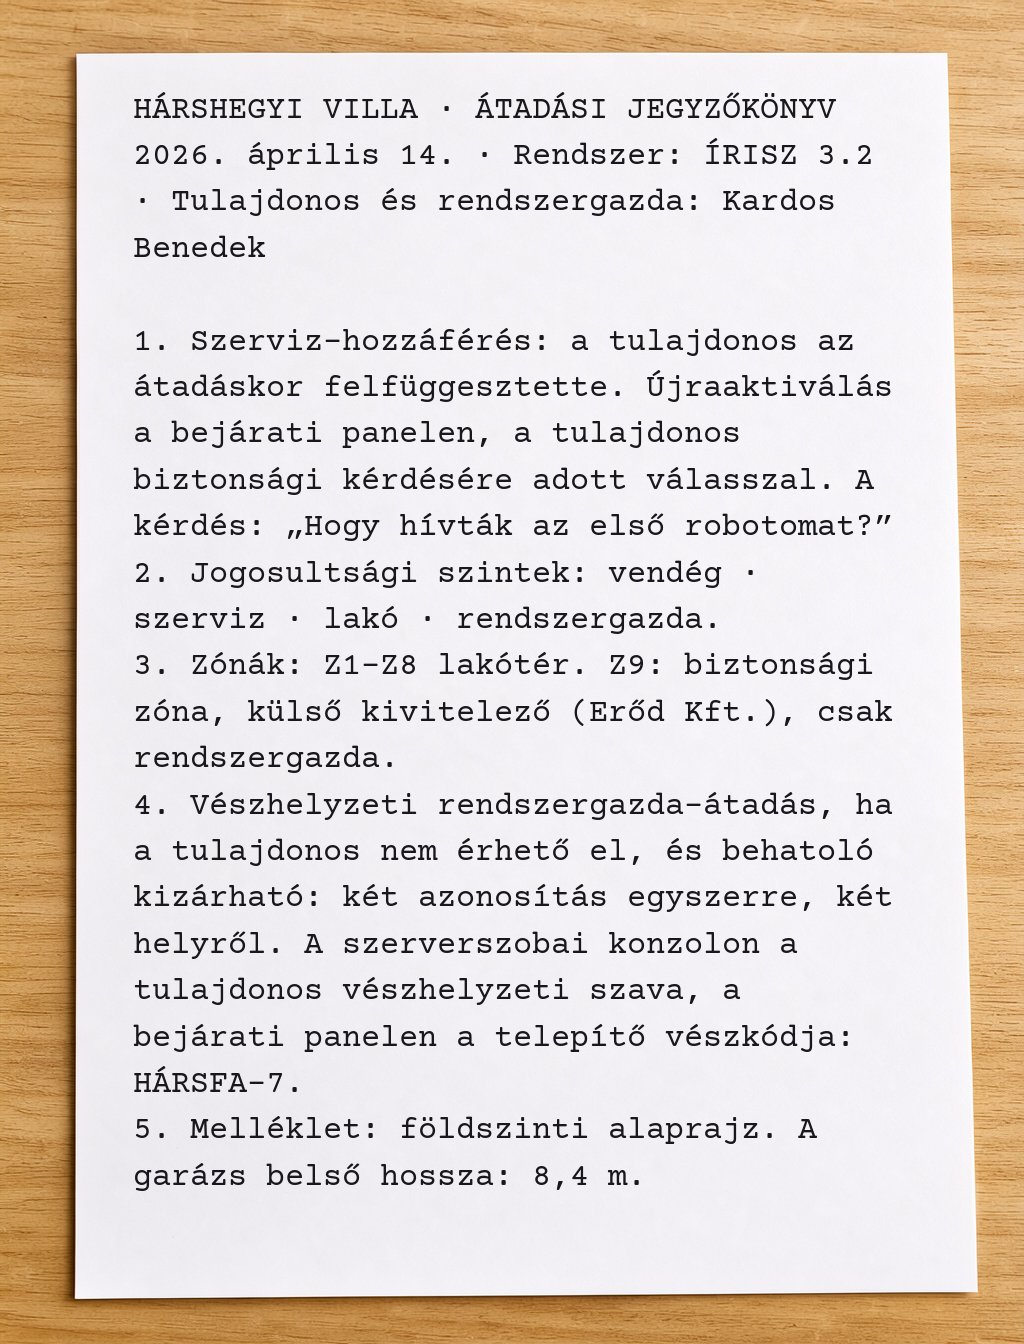 HÁRSHEGYI VILLA · ÁTADÁSI JEGYZŐKÖNYV
2026. április 14. · Rendszer: ÍRISZ 3.2
· Tulajdonos és rendszergazda: Kardos
Benedek
1. Szerviz-hozzáférés: a tulajdonos az
átadáskor felfüggesztette. Újraaktiválás
a bejárati panelen, a tulajdonos
biztonsági kérdésére adott válasszal. A
kérdés: „Hogy hívták az első robotomat?”
2. Jogosultsági szintek: vendég ·
szerviz · lakó · rendszergazda.
3. Zónák: Z1–Z8 lakótér. Z9: biztonsági
zóna, külső kivitelező (Erőd Kft.), csak
rendszergazda.
4. Vészhelyzeti rendszergazda-átadás, ha
a tulajdonos nem érhető el, és behatoló
kizárható: két azonosítás egyszerre, két
helyről. A szerverszobai konzolon a
tulajdonos vészhelyzeti szava, a
bejárati panelen a telepítő vészkódja:
HÁRSFA-7.
5. Melléklet: földszinti alaprajz. A
garázs belső hossza: 8,4 m.